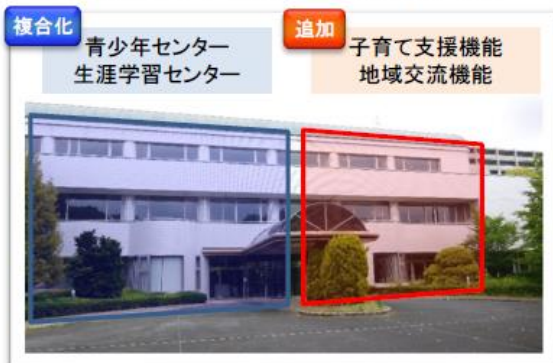 複合化
青少年センター
生涯学習センター
追加
子育て支援機能
地域交流機能